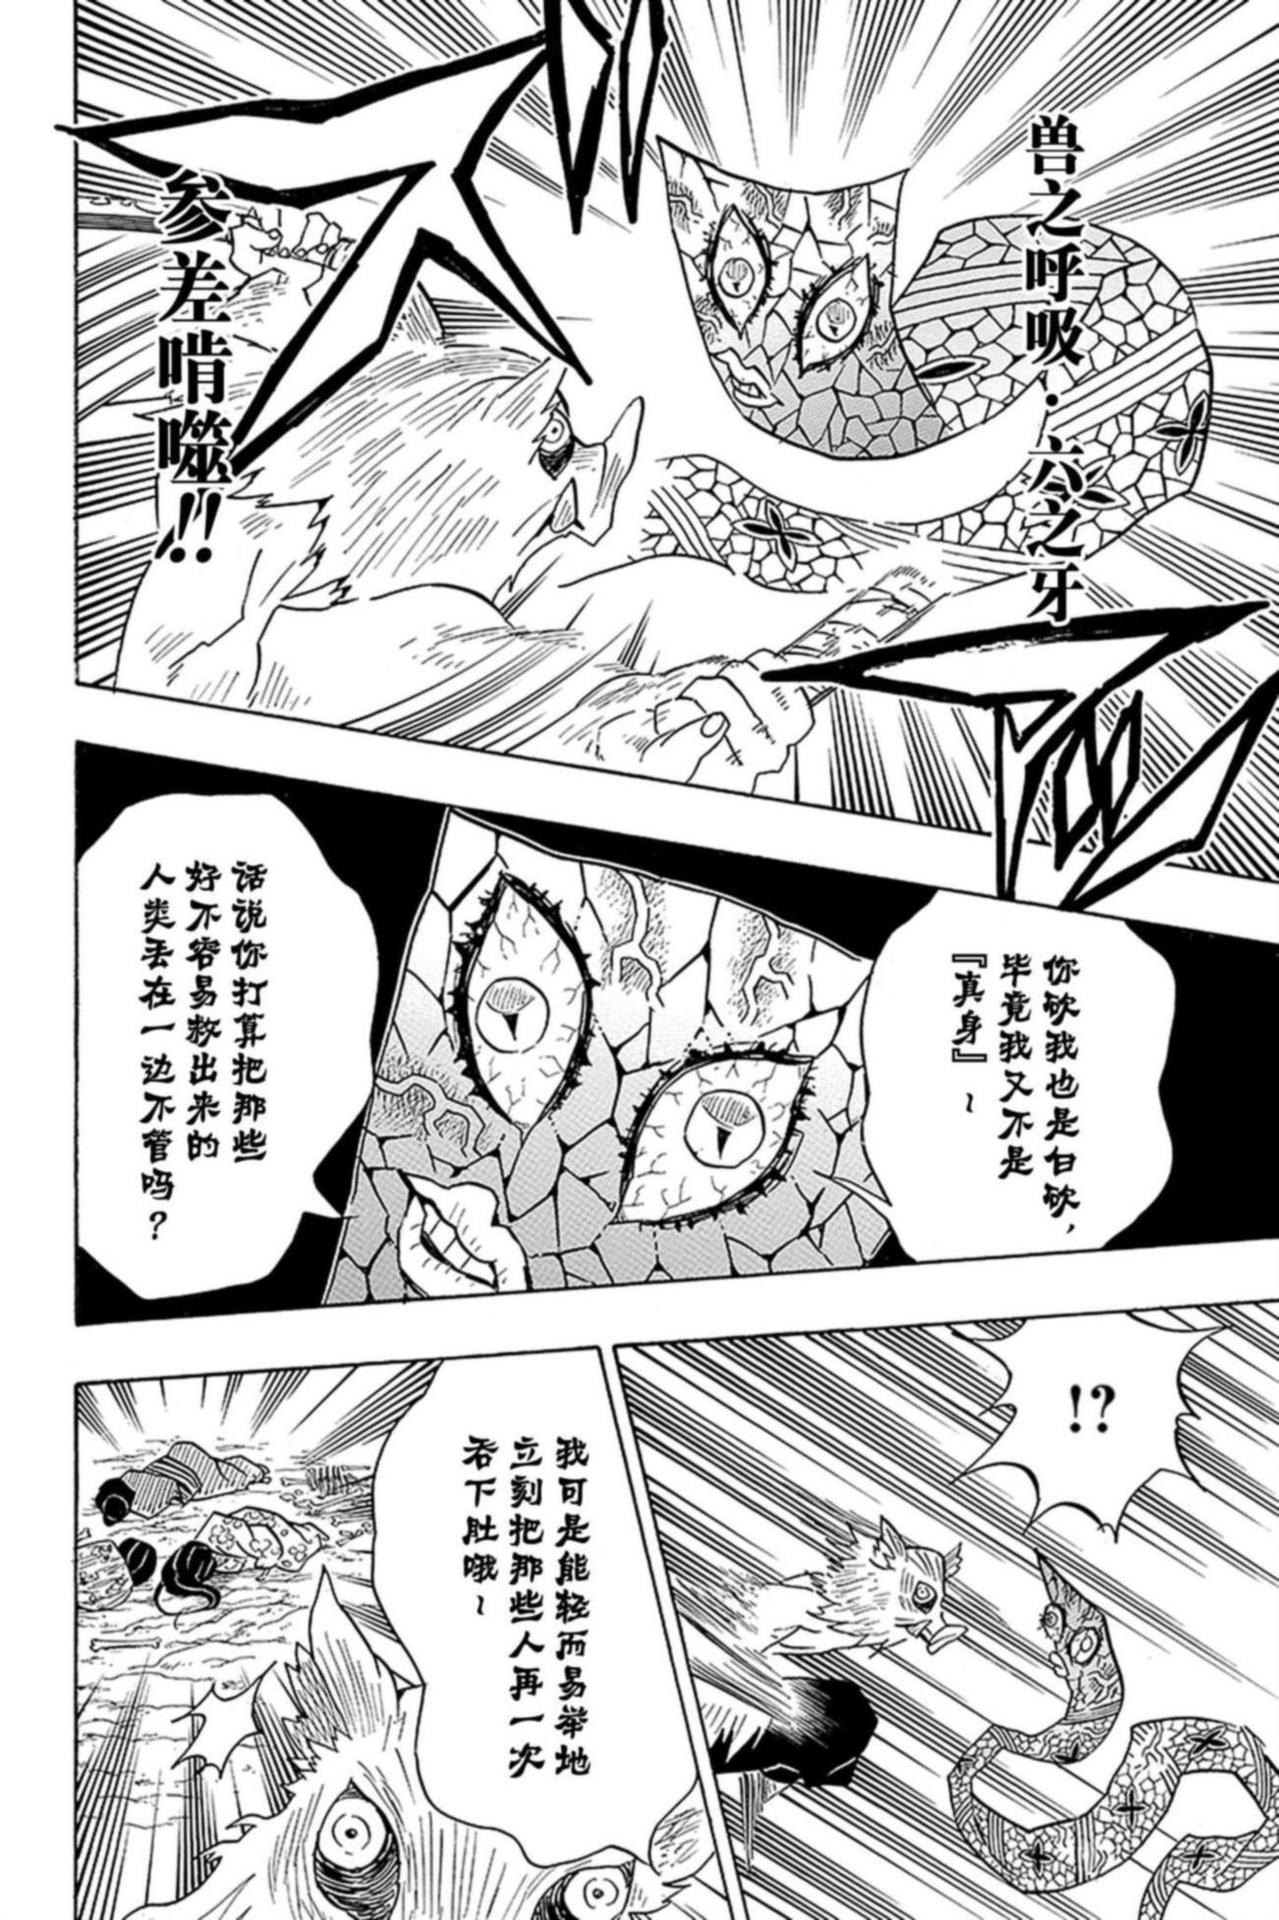 兽之呼吸·六之牙
参差啃噬!!
你砍我也是白砍，
毕竟我又不是
『真身』~
话说你打算把那些
好不容易救出来的
人类丢在一边不管吗？
!?
我可是能轻而易举地
立刻把那些人再一次
吞下肚哦~